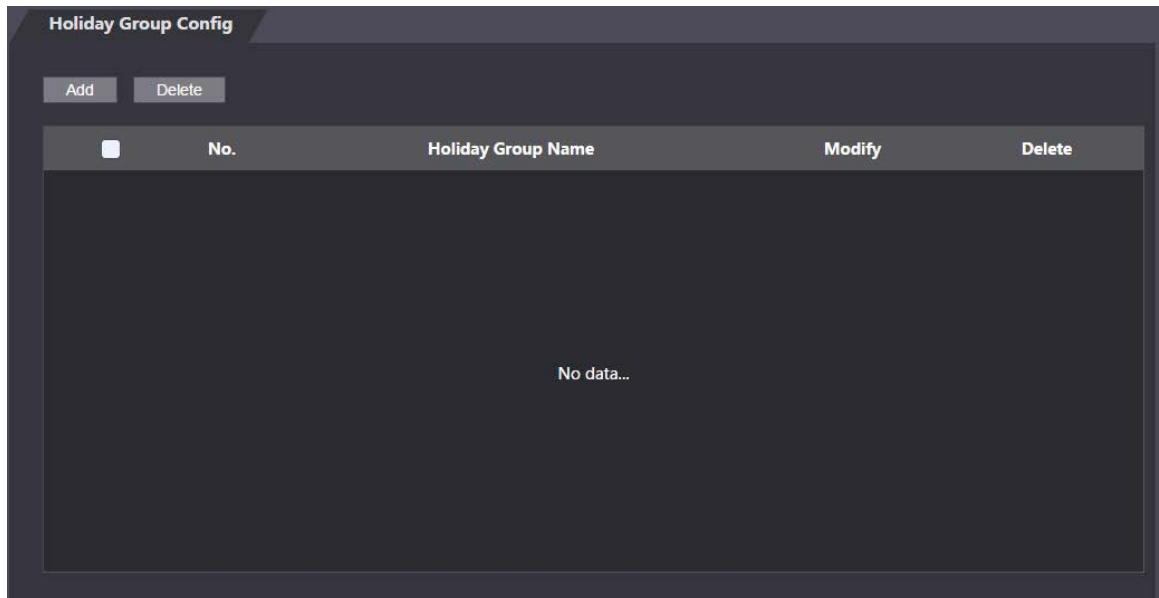 Holiday Group Config
Add Delete
No. Holiday Group Name Modify Delete
No data...